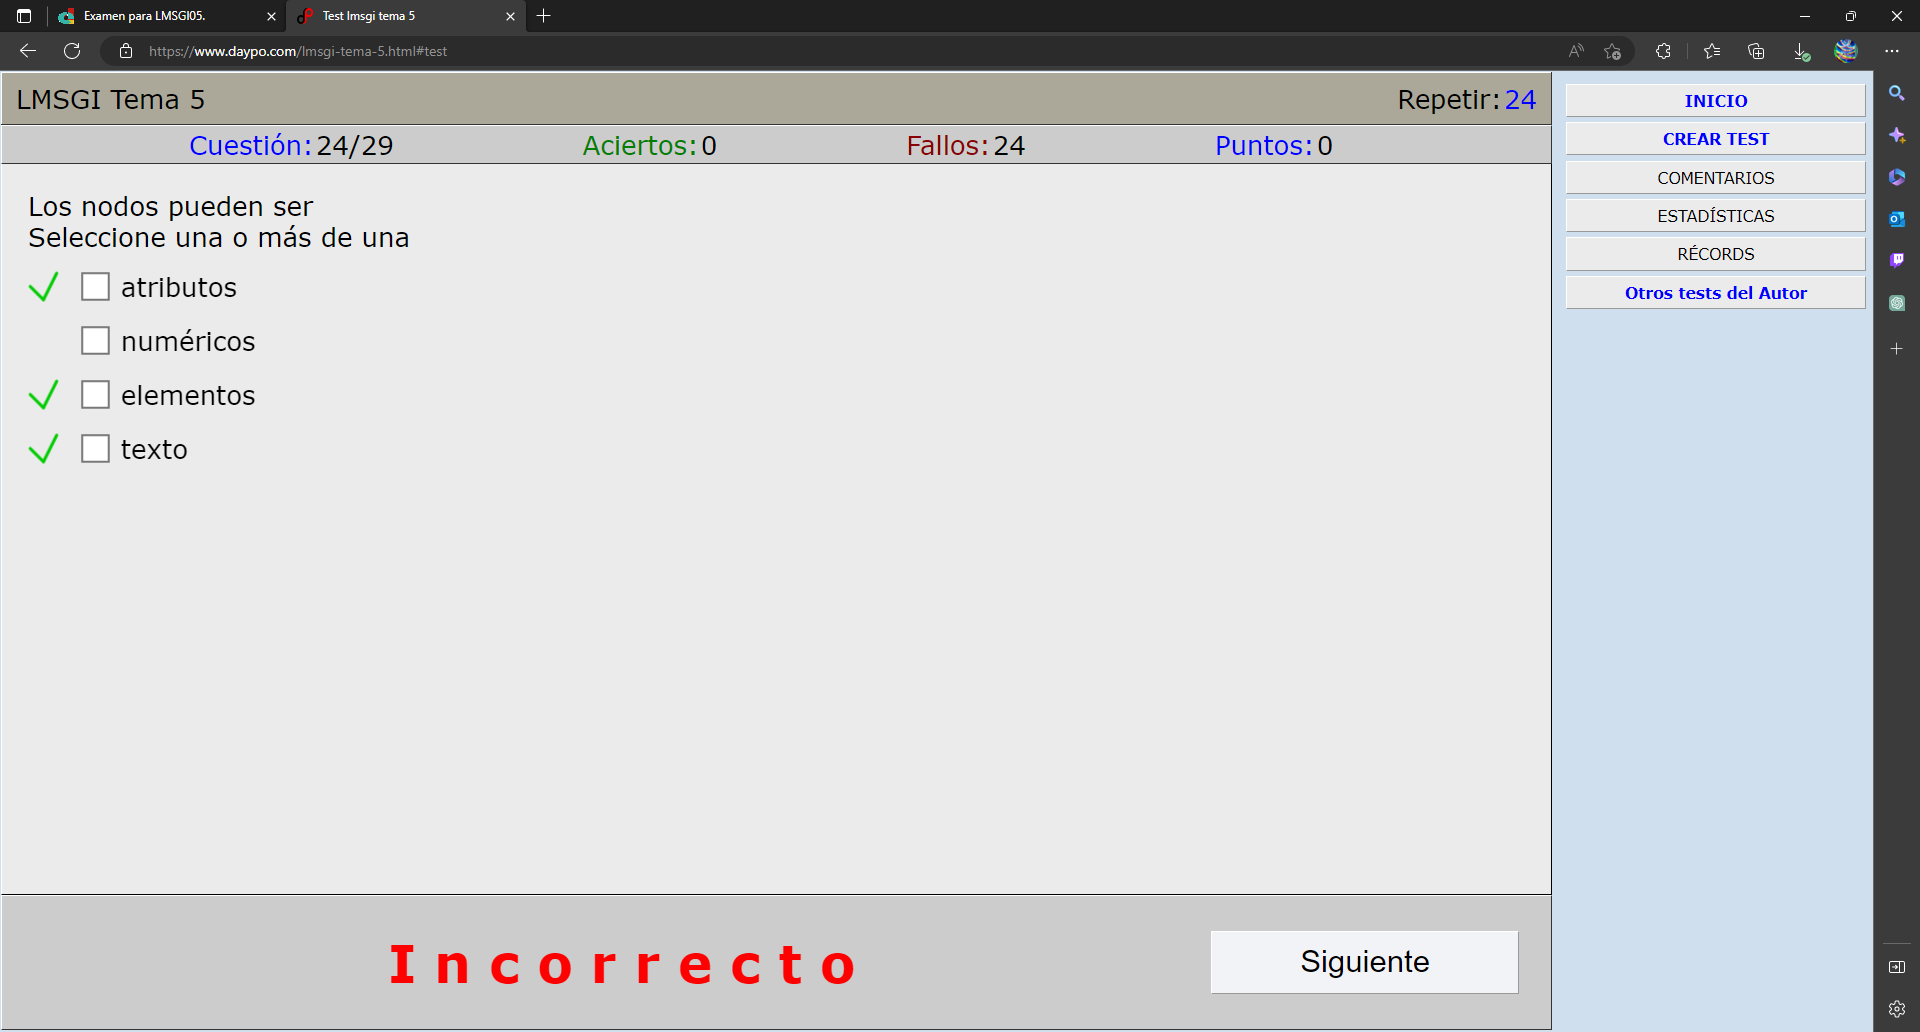 Examen para LMSGI05.
Test lmsgi tema 5
https://www.daypo.com/lmsgi-tema-5.html#test
LMSGI Tema 5
Repetir: 24
Cuestión: 24/29
Aciertos: 0
Fallos: 24
Puntos: 0
Los nodos pueden ser
Seleccione una o más de una
atributos
numéricos
elementos
texto
Incorrecto
Siguiente
INICIO
CREAR TEST
COMENTARIOS
ESTADÍSTICAS
RÉCORDS
Otros tests del Autor